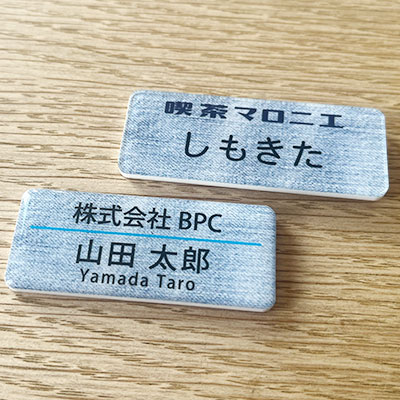 喫茶マロニエ
しもきた
株式会社 BPC
山田 太郎
Yamada Taro